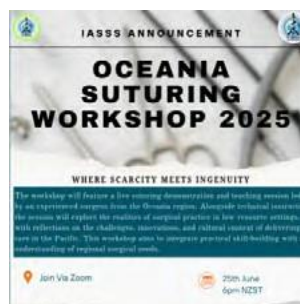 IASSS ANNOUNCEMENT
OCEANIA
SUTURING
WORKSHOP 2025
WHERE SCARCITY MEETS INGENUITY
The workshop will feature a live suturing demonstration and teaching session led
by an experienced surgeon from the Oceania region. Alongside technical instruction,
the session will explore the realities of surgical practice in low resource settings,
with reflections on the challenges, innovations, and cultural context of delivering
care in the Pacific. This workshop aims to integrate practical skill-building with
understanding of regional surgical needs.
Join Via Zoom
25th June
6pm NZST